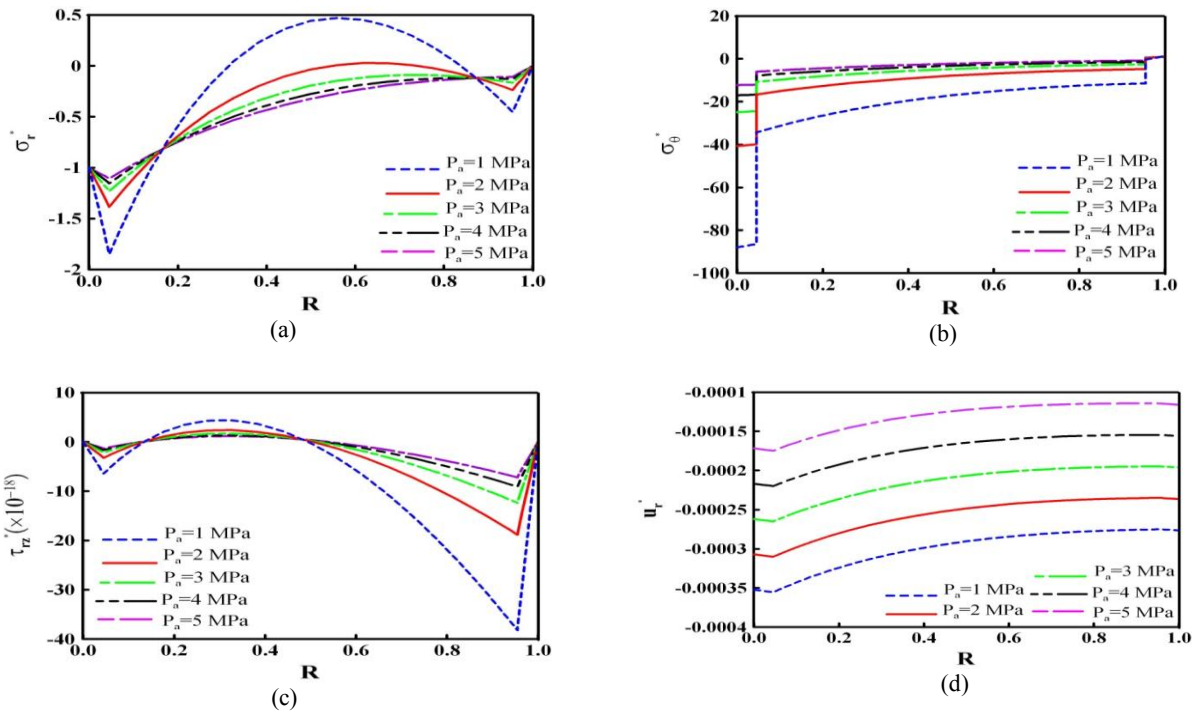 0.5
0
-0.5
-1
-1.5
-2
σr*
Pa=1 MPa
Pa=2 MPa
Pa=3 MPa
Pa=4 MPa
Pa=5 MPa
0.0 0.2 0.4 0.6 0.8 1.0
R
(a)
20
0
-20
-40
-60
-80
-100
σθ*
Pa=1 MPa
Pa=2 MPa
Pa=3 MPa
Pa=4 MPa
Pa=5 MPa
0.0 0.2 0.4 0.6 0.8 1.0
R
(b)
10
0
-10
-20
-30
-40
τrz*(×10⁻¹⁸)
Pa=1 MPa
Pa=2 MPa
Pa=3 MPa
Pa=4 MPa
Pa=5 MPa
0.0 0.2 0.4 0.6 0.8 1.0
R
(c)
-0.0001
-0.00015
-0.0002
-0.00025
-0.0003
-0.00035
-0.0004
ur*
Pa=1 MPa
Pa=2 MPa
Pa=3 MPa
Pa=4 MPa
Pa=5 MPa
0.0 0.2 0.4 0.6 0.8 1.0
R
(d)